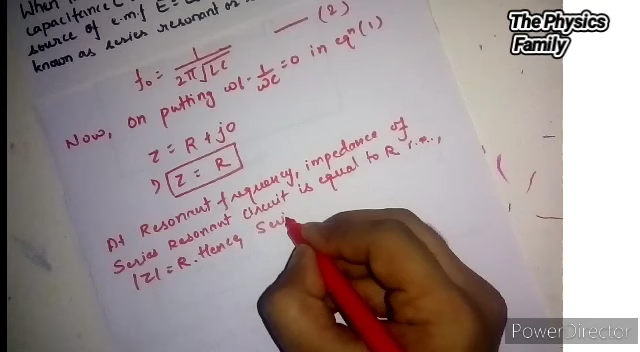 When
capacitance C
source of e.m.f E=
known as series resonant or
f₀ = 1/2π√LC —— (2)
Now, on putting ωL - 1/ωC = 0 in eqⁿ (1)
Z = R + j0
⇒ Z = R
At Resonant frequency, impedance of
Series Resonant circuit is equal to R i.e.,
|Z| = R. Hence Seri
The Physics
Family
PowerDirector